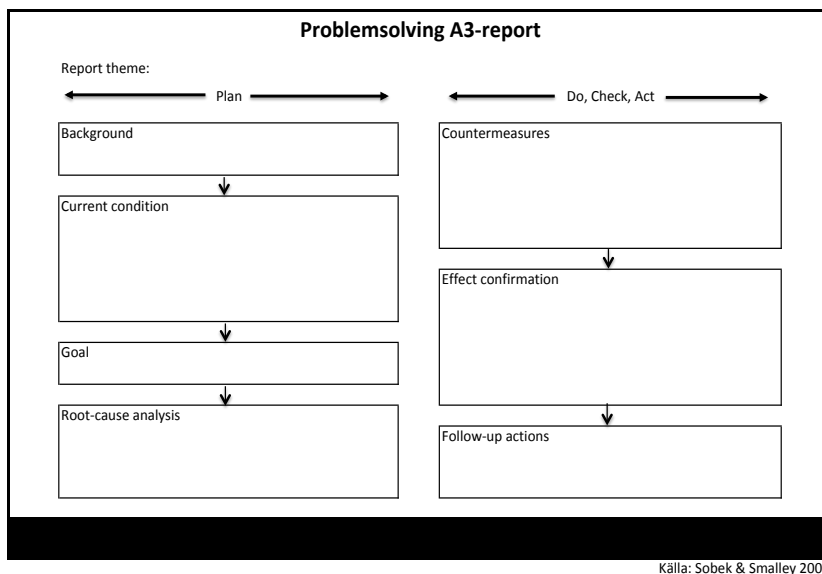 Problemsolving A3-report
Report theme:
Plan
Background
Current condition
Goal
Root-cause analysis
Do, Check, Act
Countermeasures
Effect confirmation
Follow-up actions
Källa: Sobek & Smalley 200